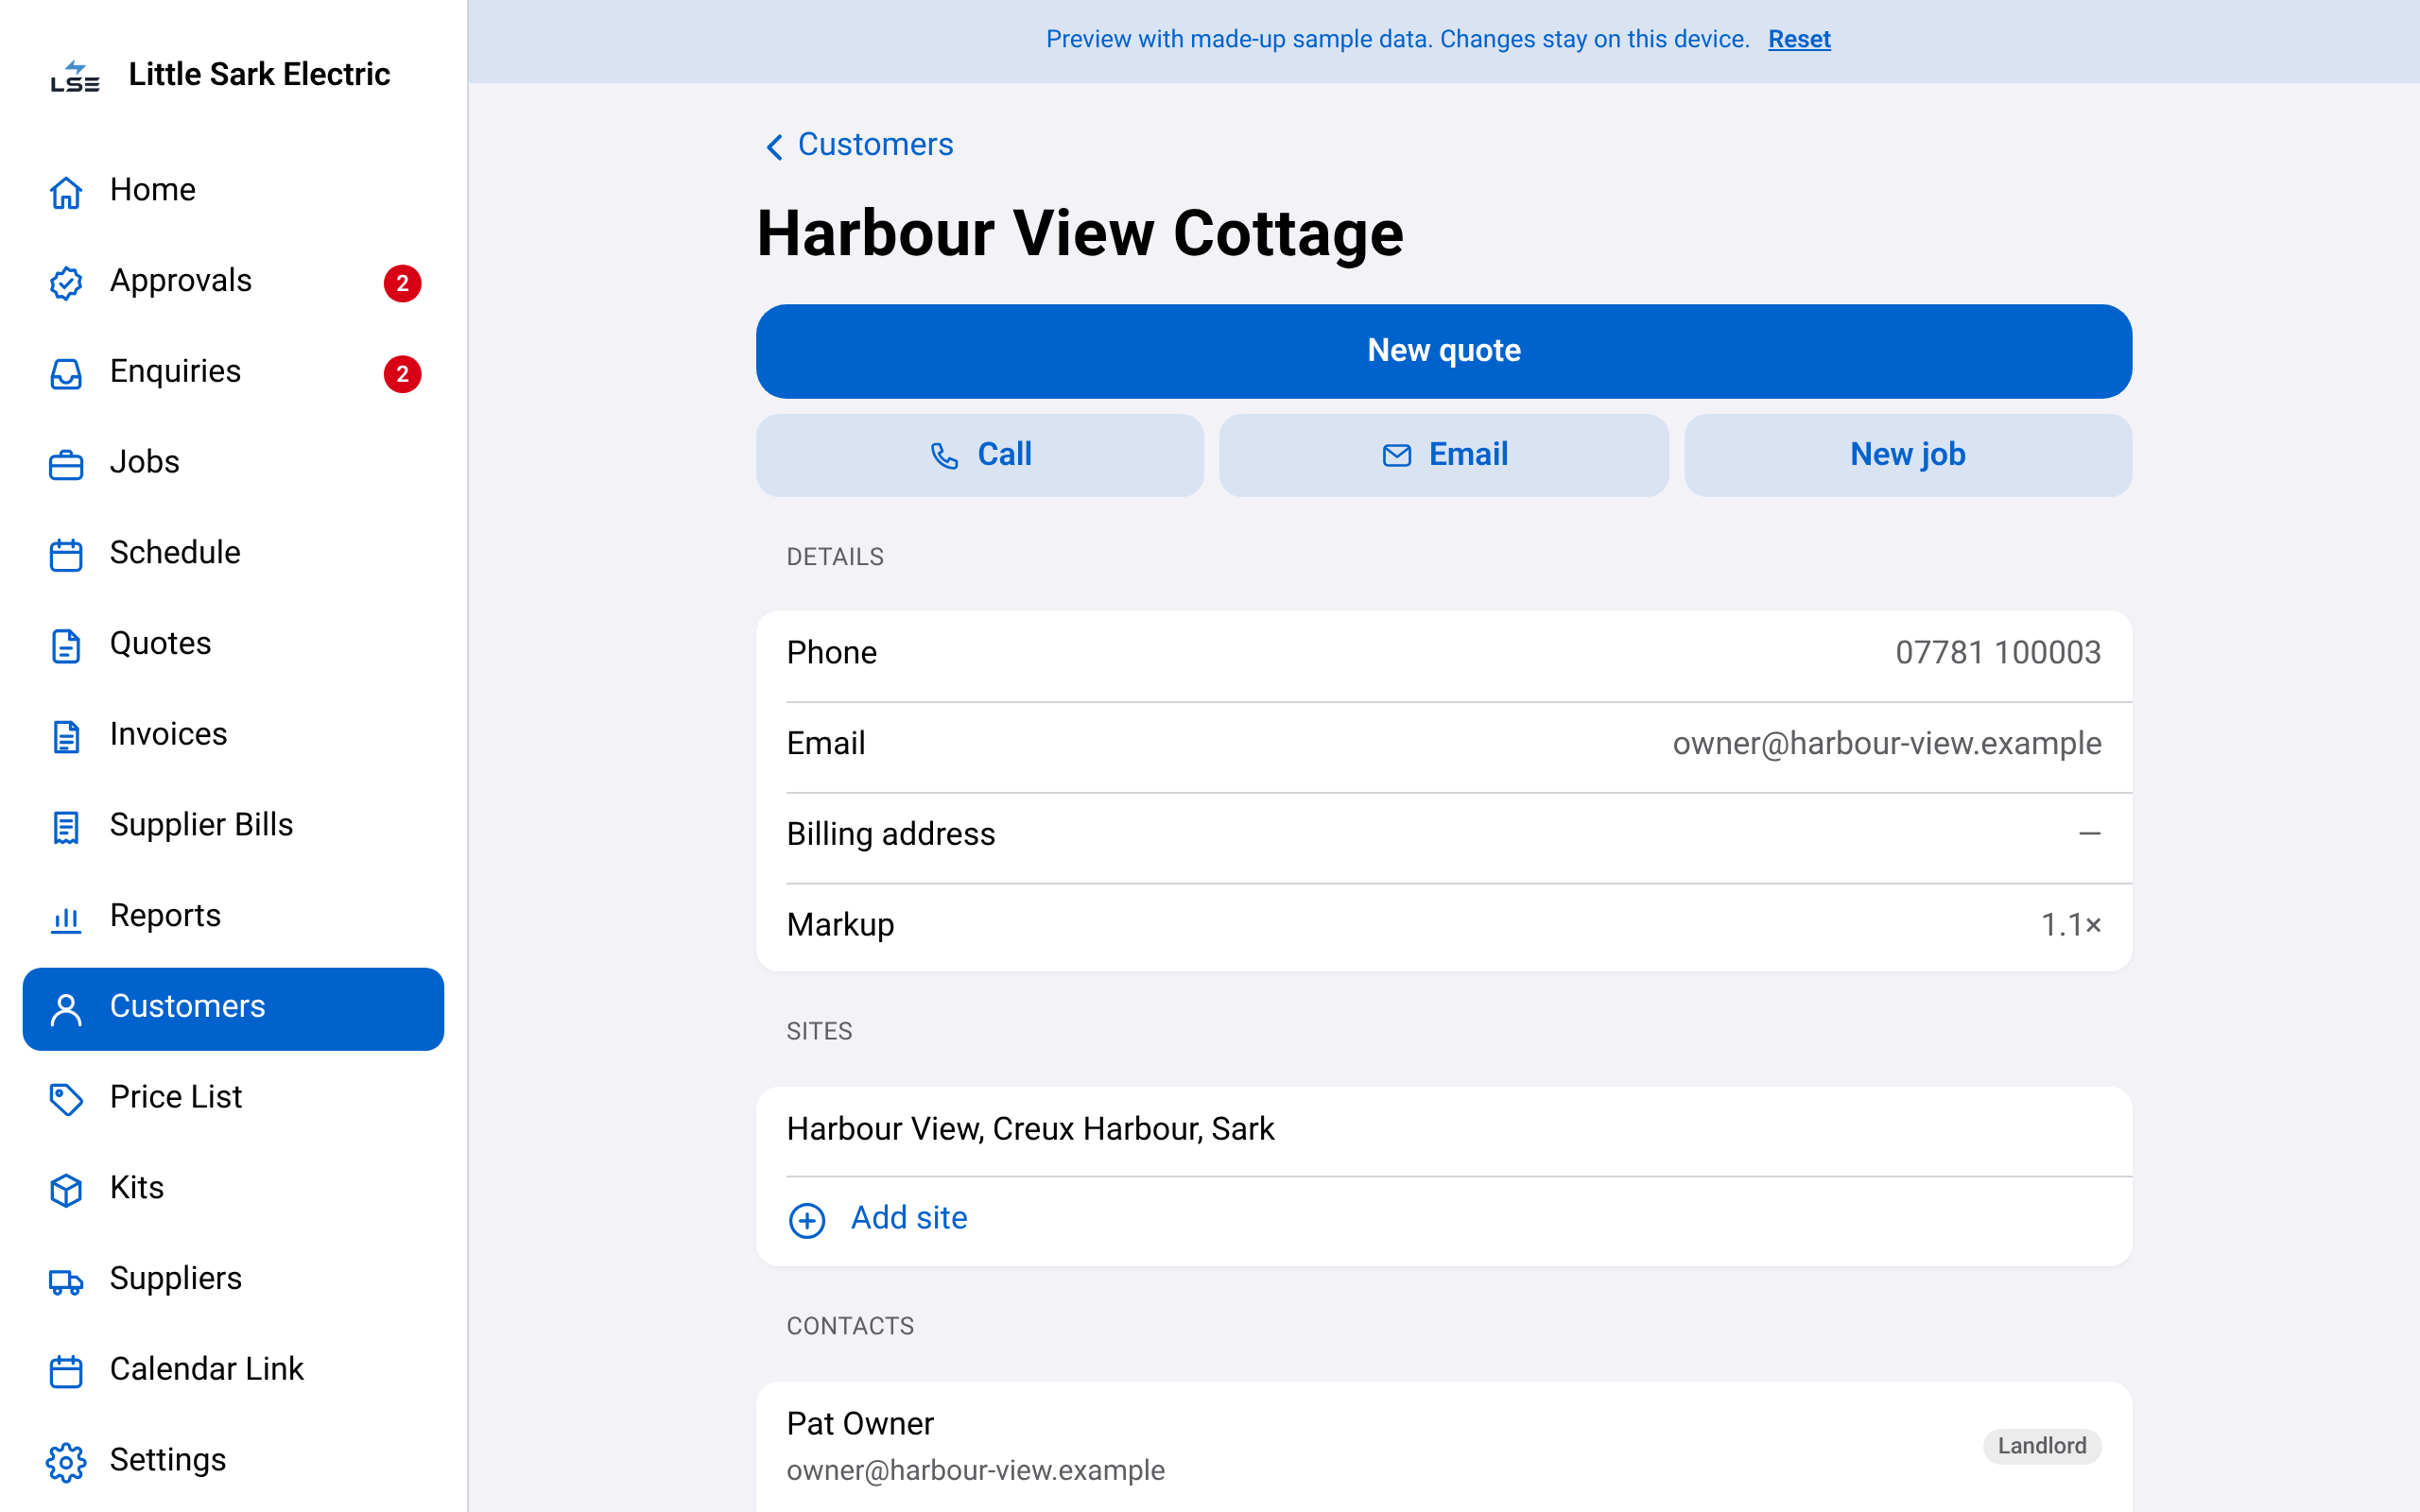 LSE Little Sark Electric
Home
Approvals 2
Enquiries 2
Jobs
Schedule
Quotes
Invoices
Supplier Bills
Reports
Customers
Price List
Kits
Suppliers
Calendar Link
Settings
Preview with made-up sample data. Changes stay on this device. Reset
Customers
Harbour View Cottage
New quote
Call Email New job
DETAILS
Phone 07781 100003
Email owner@harbour-view.example
Billing address —
Markup 1.1×
SITES
Harbour View, Creux Harbour, Sark
Add site
CONTACTS
Pat Owner
owner@harbour-view.example
Landlord